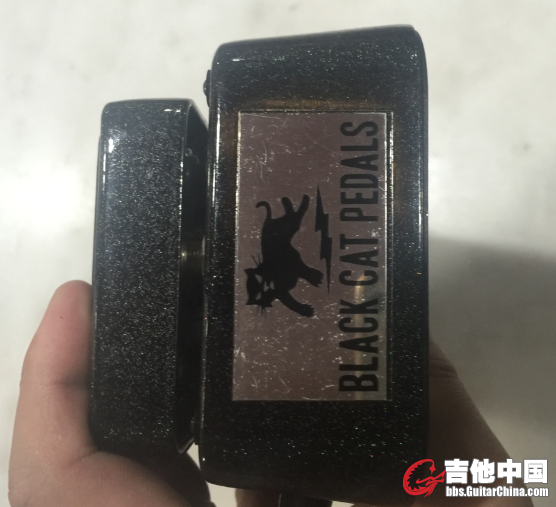 BLACK CAT PEDALS
吉他中国
bbs.GuitarChina.com